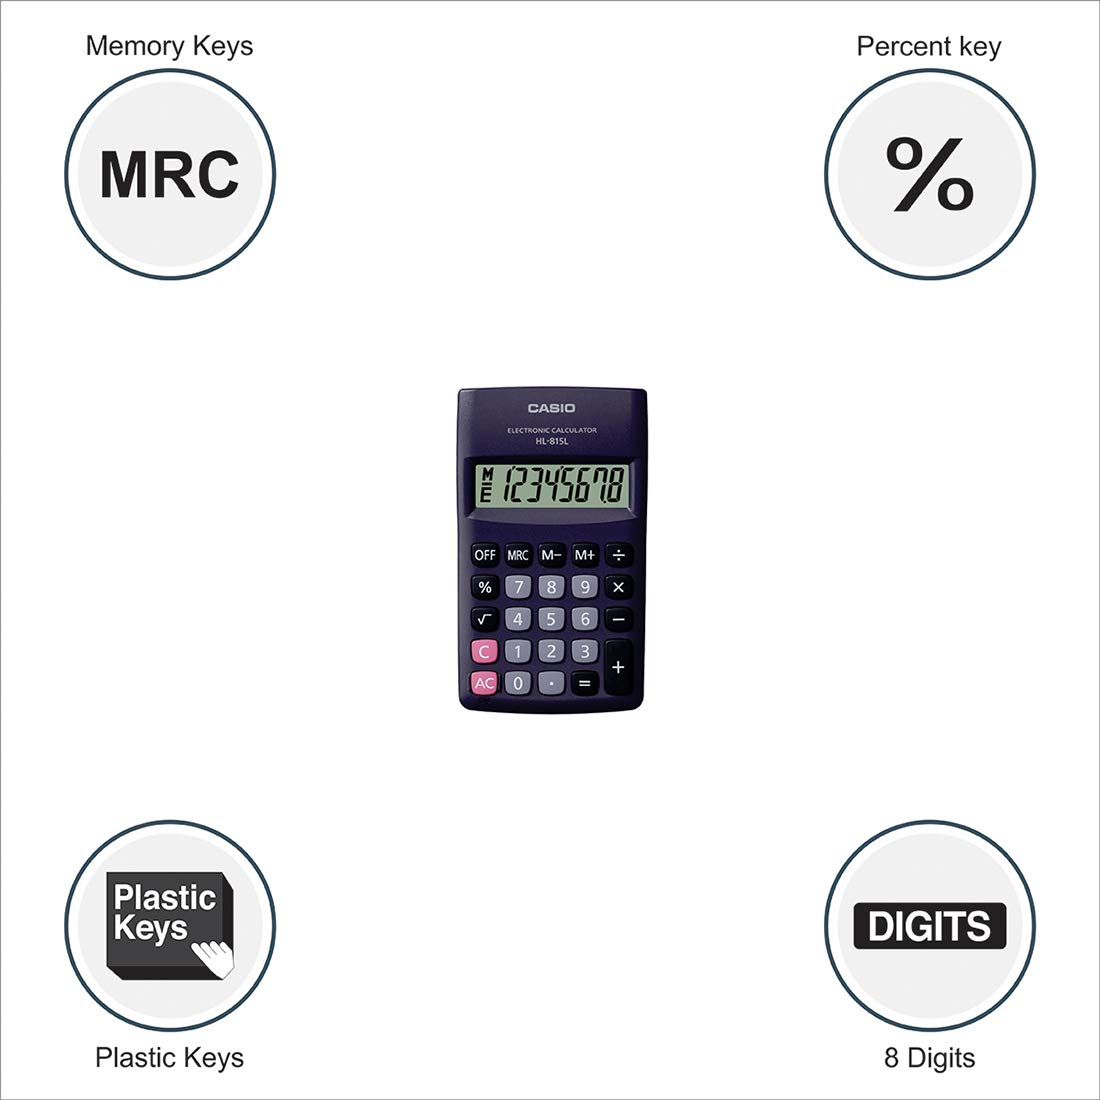 Memory Keys
MRC
Percent key
%
CASIO
ELECTRONIC CALCULATOR
HL-815L
M
E
12345678
OFF MRC M− M+ ÷
% 7 8 9 ×
√ 4 5 6 −
C 1 2 3
+
AC 0 · =
Plastic
Keys
Plastic Keys
DIGITS
8 Digits